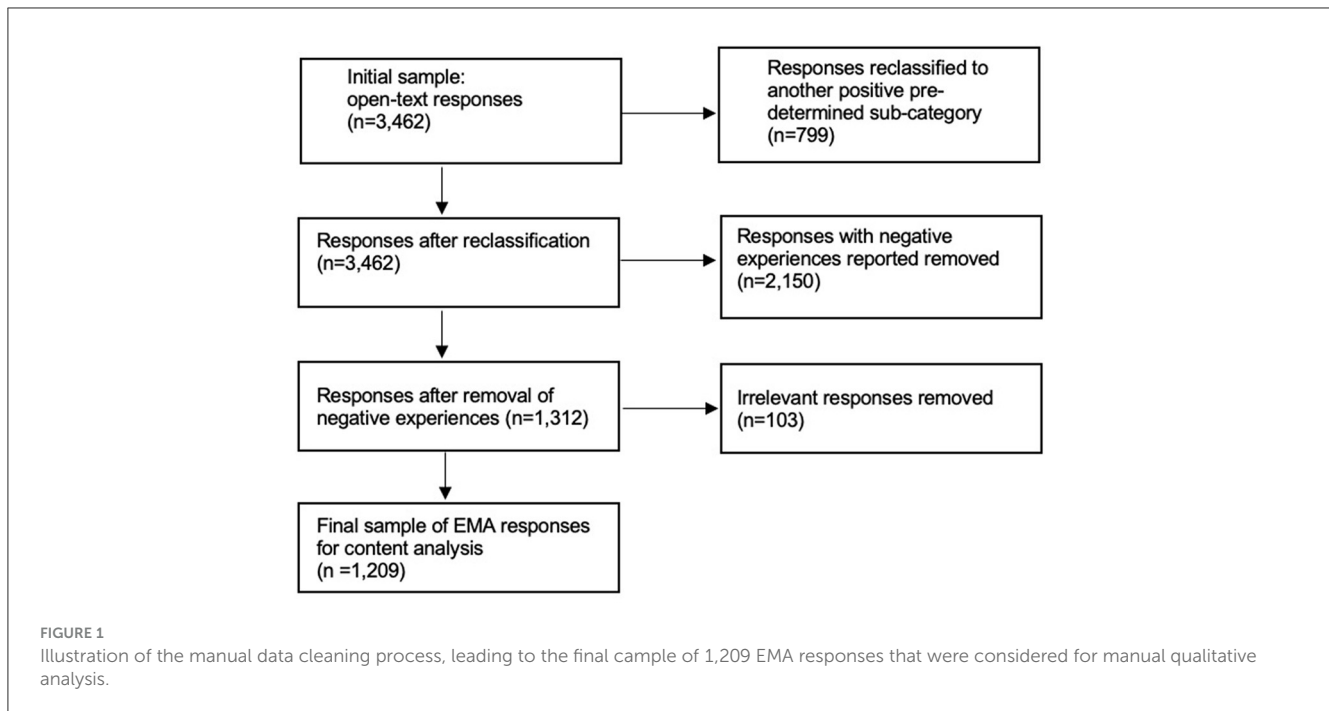 Initial sample:
open-text responses
(n=3,462)
Responses reclassified to
another positive pre-
determined sub-category
(n=799)
Responses after reclassification
(n=3,462)
Responses with negative
experiences reported removed
(n=2,150)
Responses after removal of
negative experiences (n=1,312)
Irrelevant responses removed
(n=103)
Final sample of EMA responses
for content analysis
(n =1,209)
FIGURE 1
Illustration of the manual data cleaning process, leading to the final cample of 1,209 EMA responses that were considered for manual qualitative
analysis.